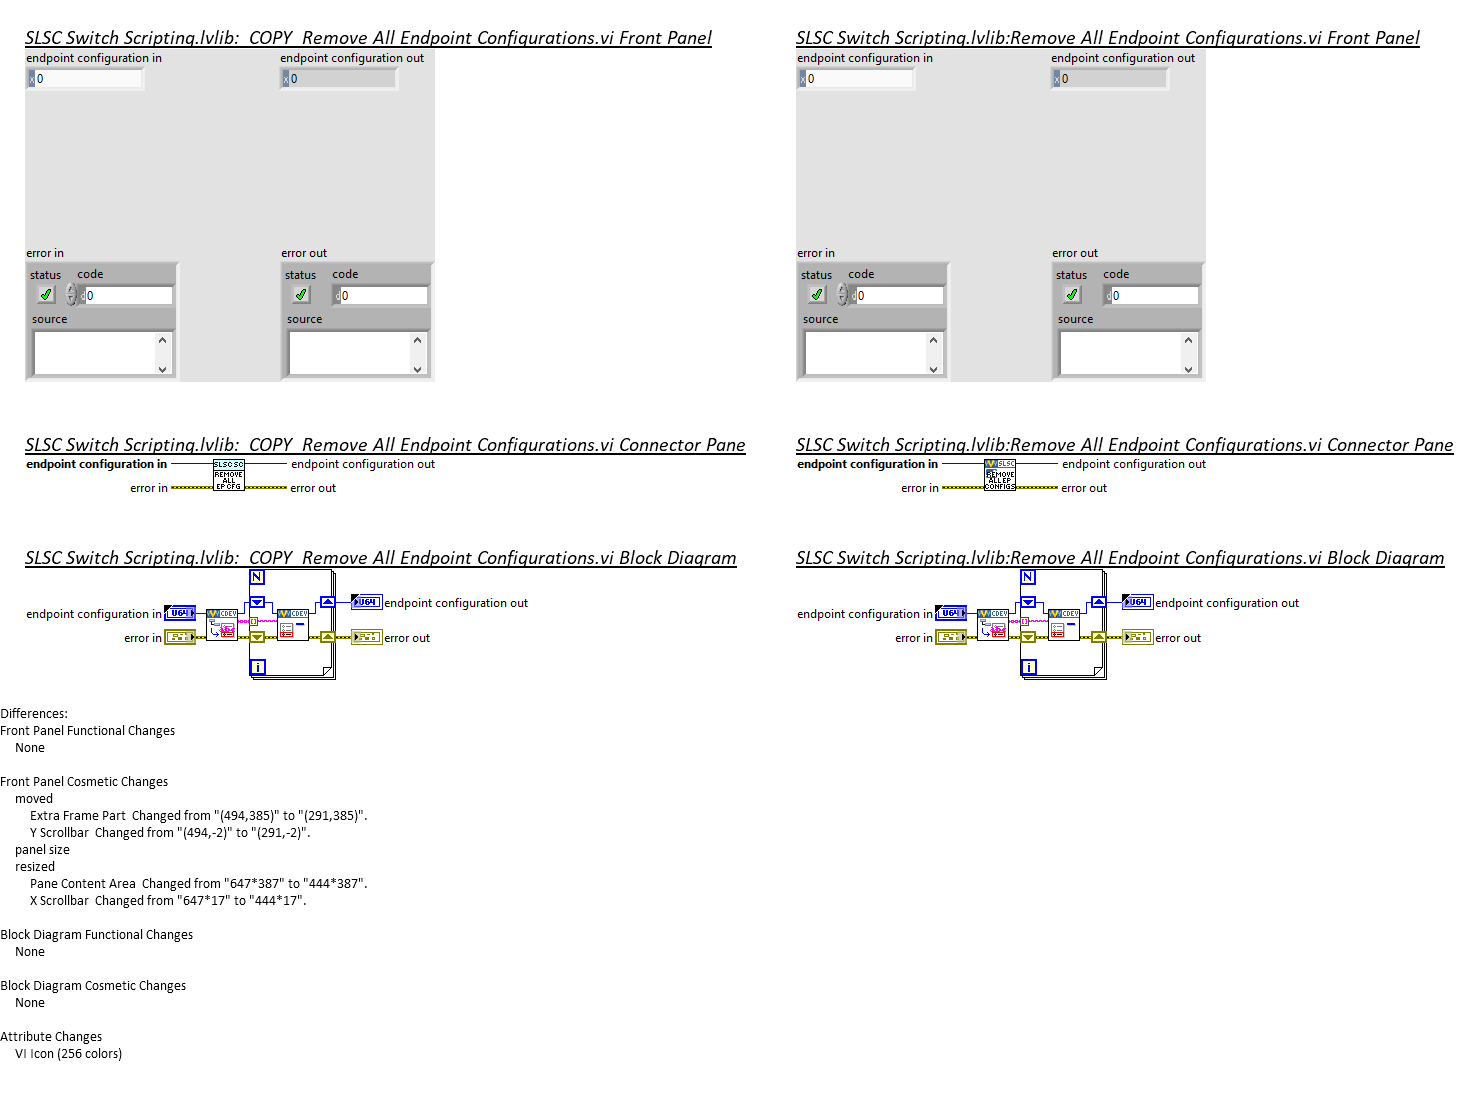 SLSC Switch Scripting.lvlib:  COPY  Remove All Endpoint Configurations.vi Front Panel
endpoint configuration in
x 0
endpoint configuration out
x 0
error in
status
code
d 0
source
error out
status
code
d 0
source
SLSC Switch Scripting.lvlib:Remove All Endpoint Configurations.vi Front Panel
endpoint configuration in
x 0
endpoint configuration out
x 0
error in
status
code
d 0
source
error out
status
code
d 0
source
SLSC Switch Scripting.lvlib:  COPY  Remove All Endpoint Configurations.vi Connector Pane
endpoint configuration in
endpoint configuration out
error in
error out
SLSC SC
REMOVE
ALL
EP CFG
SLSC Switch Scripting.lvlib:Remove All Endpoint Configurations.vi Connector Pane
endpoint configuration in
endpoint configuration out
error in
error out
SLSC
REMOVE
ALL EP
CONFIGS
SLSC Switch Scripting.lvlib:  COPY  Remove All Endpoint Configurations.vi Block Diagram
N
endpoint configuration in
U64
CDEV
CDEV
U64
endpoint configuration out
error in
error out
i
SLSC Switch Scripting.lvlib:Remove All Endpoint Configurations.vi Block Diagram
N
endpoint configuration in
U64
CDEV
CDEV
U64
endpoint configuration out
error in
error out
i
Differences:
Front Panel Functional Changes
None
Front Panel Cosmetic Changes
moved
Extra Frame Part  Changed from "(494,385)" to "(291,385)".
Y Scrollbar  Changed from "(494,-2)" to "(291,-2)".
panel size
resized
Pane Content Area  Changed from "647*387" to "444*387".
X Scrollbar  Changed from "647*17" to "444*17".
Block Diagram Functional Changes
None
Block Diagram Cosmetic Changes
None
Attribute Changes
VI Icon (256 colors)